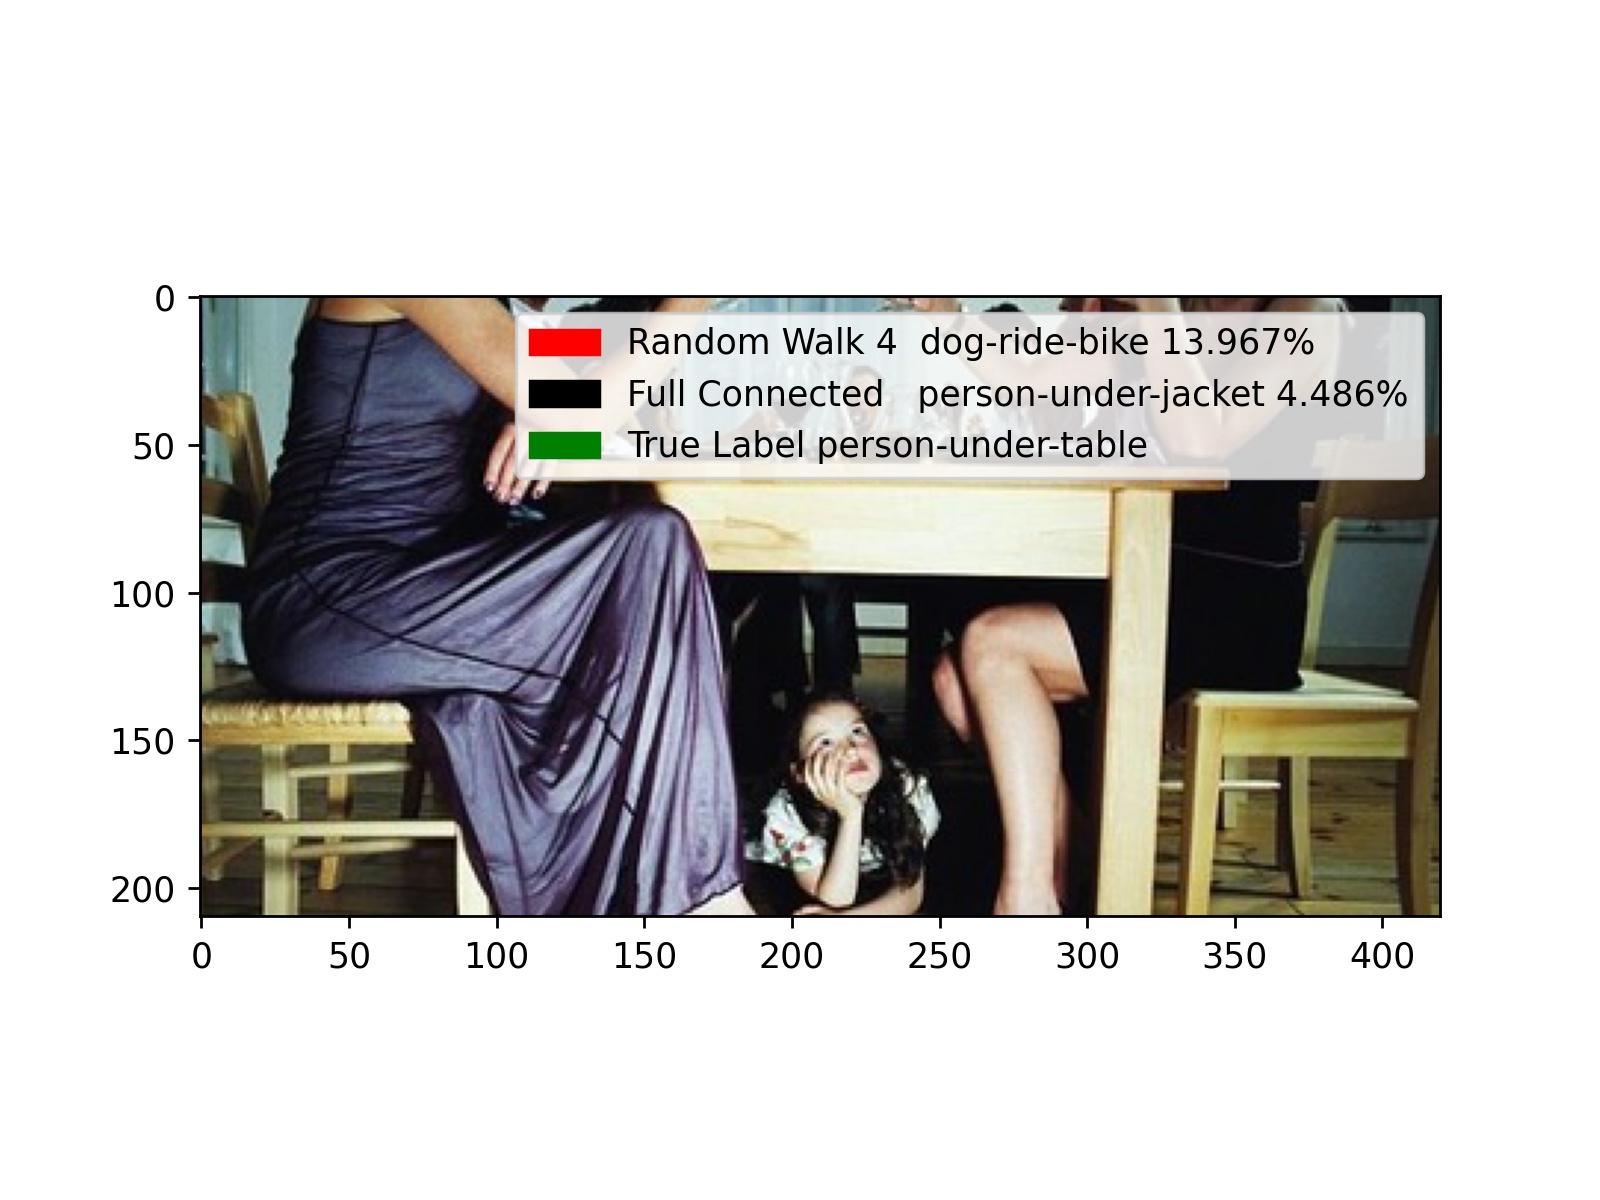 Random Walk 4  dog-ride-bike 13.967%
Full Connected   person-under-jacket 4.486%
True Label person-under-table
0
50
100
150
200
0 50 100 150 200 250 300 350 400